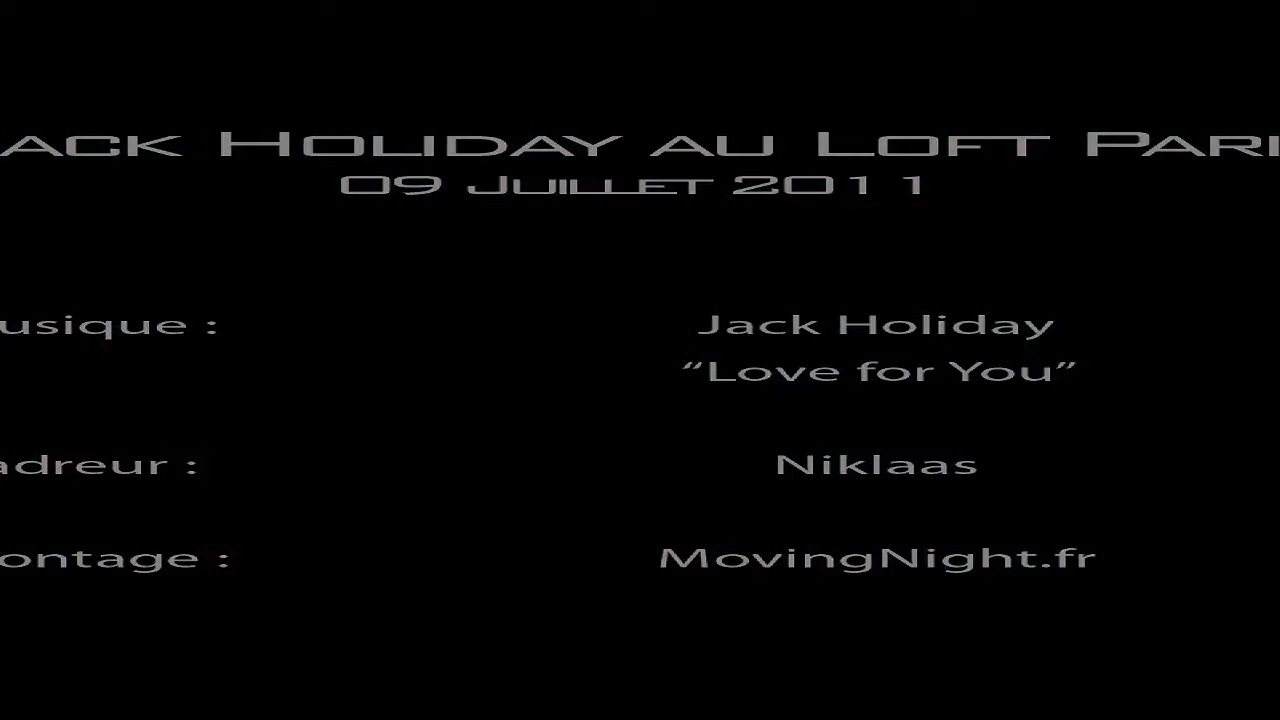 ack Holiday au Loft Pari
09 Juillet 2011
usique : Jack Holiday
“Love for You”
adreur : Niklaas
ontage : MovingNight.fr